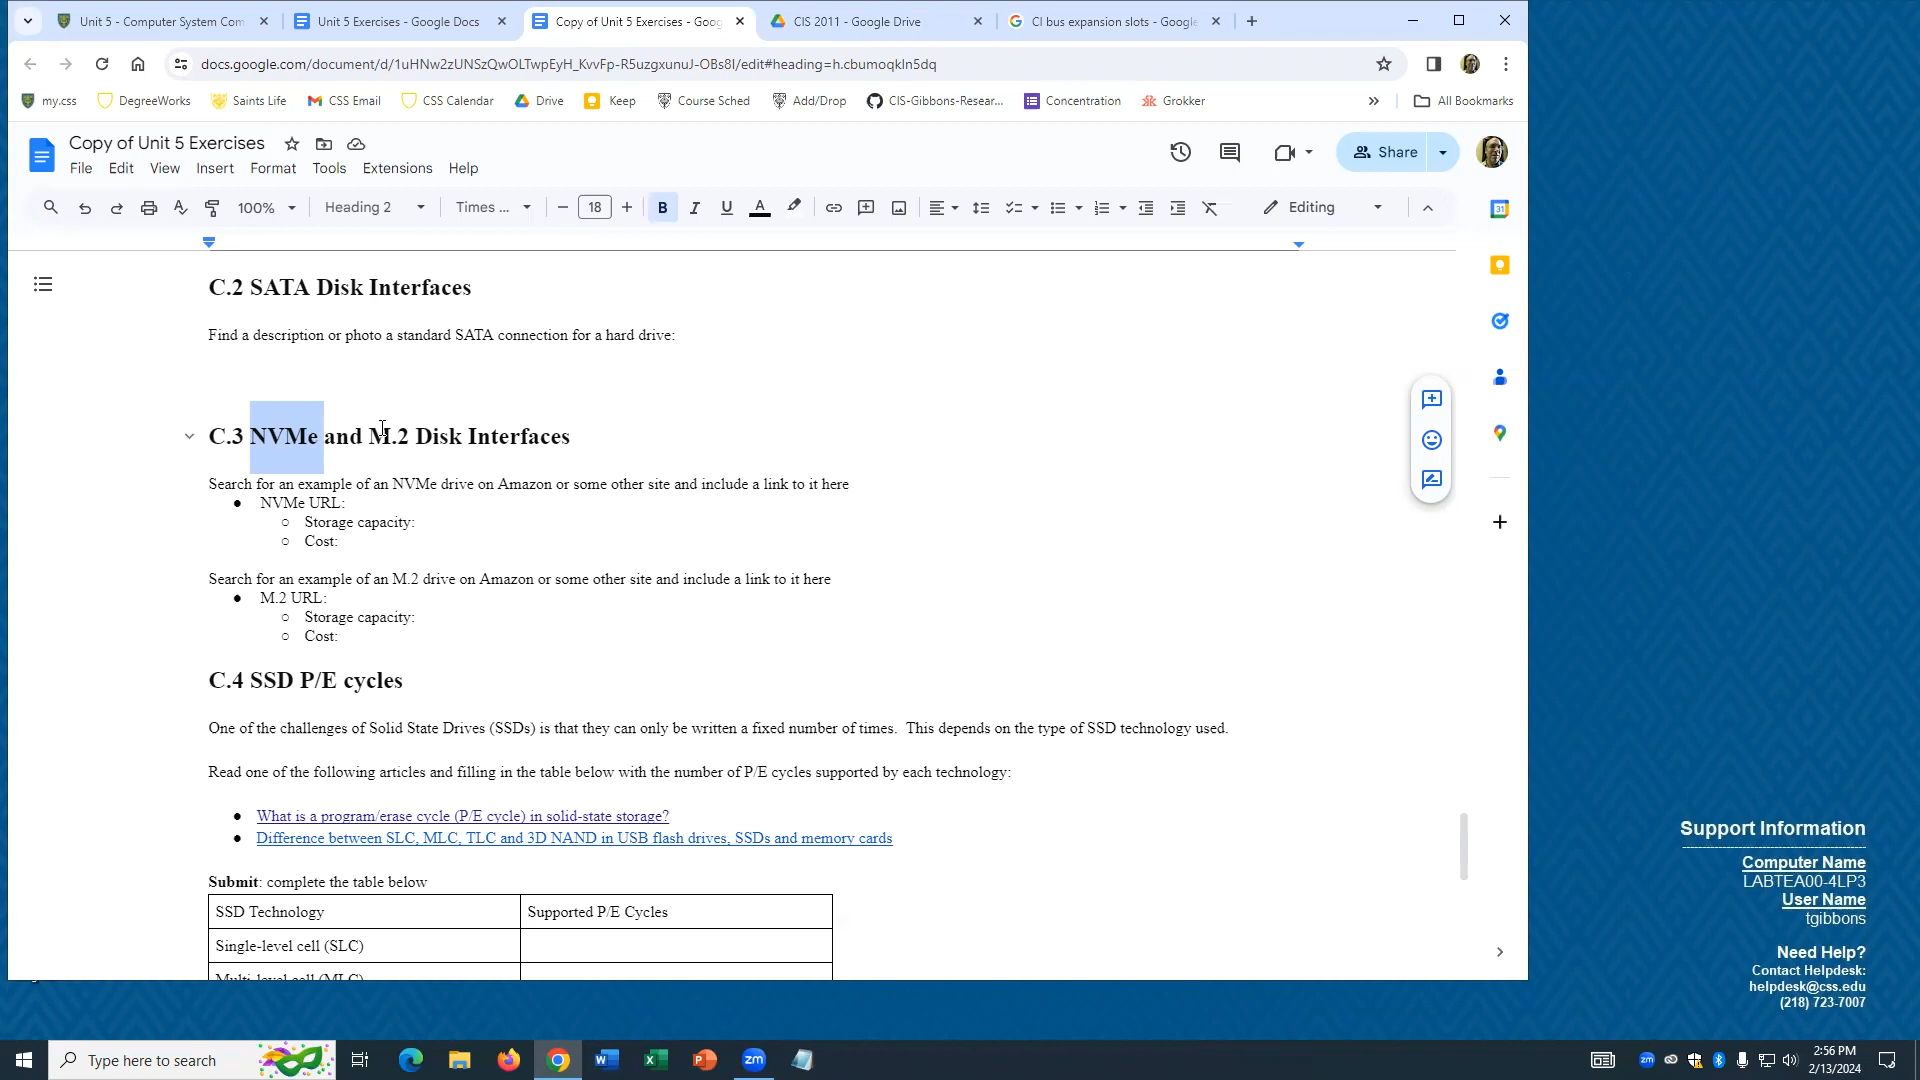 Unit 5 - Computer System Com
Unit 5 Exercises - Google Docs
Copy of Unit 5 Exercises - Goog
CIS 2011 - Google Drive
CI bus expansion slots - Google
docs.google.com/document/d/1uHNw2zUNSzQwOLTwpEyH_KvvFp-R5uzgxunuJ-OBs8I/edit#heading=h.cbumoqkln5dq
my.css
DegreeWorks
Saints Life
CSS Email
CSS Calendar
Drive
Keep
Course Sched
Add/Drop
CIS-Gibbons-Resear...
Concentration
Grokker
All Bookmarks
Copy of Unit 5 Exercises
File Edit View Insert Format Tools Extensions Help
Share
100% Heading 2 Times ... 18 B I U A Editing
31
C.2 SATA Disk Interfaces
Find a description or photo a standard SATA connection for a hard drive:
C.3 NVMe and M.2 Disk Interfaces
Search for an example of an NVMe drive on Amazon or some other site and include a link to it here
● NVMe URL:
○ Storage capacity:
○ Cost:
Search for an example of an M.2 drive on Amazon or some other site and include a link to it here
● M.2 URL:
○ Storage capacity:
○ Cost:
C.4 SSD P/E cycles
One of the challenges of Solid State Drives (SSDs) is that they can only be written a fixed number of times. This depends on the type of SSD technology used.
Read one of the following articles and filling in the table below with the number of P/E cycles supported by each technology:
● What is a program/erase cycle (P/E cycle) in solid-state storage?
● Difference between SLC, MLC, TLC and 3D NAND in USB flash drives, SSDs and memory cards
Submit: complete the table below
SSD Technology Supported P/E Cycles
Single-level cell (SLC)
Multi-level cell (MLC)
Support Information
Computer Name
LABTEA00-4LP3
User Name
tgibbons
Need Help?
Contact Helpdesk:
helpdesk@css.edu
(218) 723-7007
Type here to search
zm
zm
2:56 PM
2/13/2024